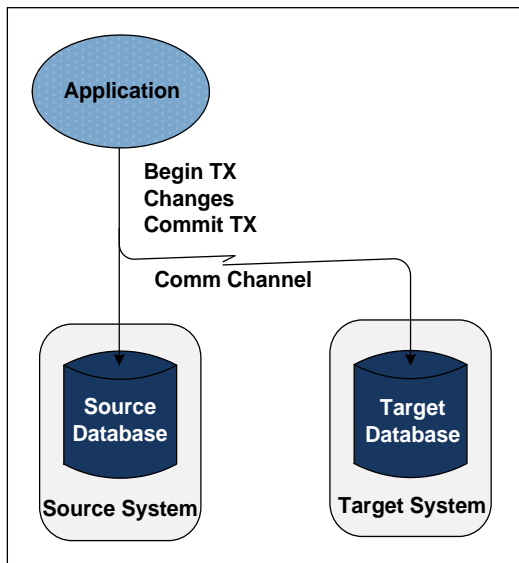 Application
Begin TX
Changes
Commit TX
Comm Channel
Source
Database
Target
Database
Source System
Target System